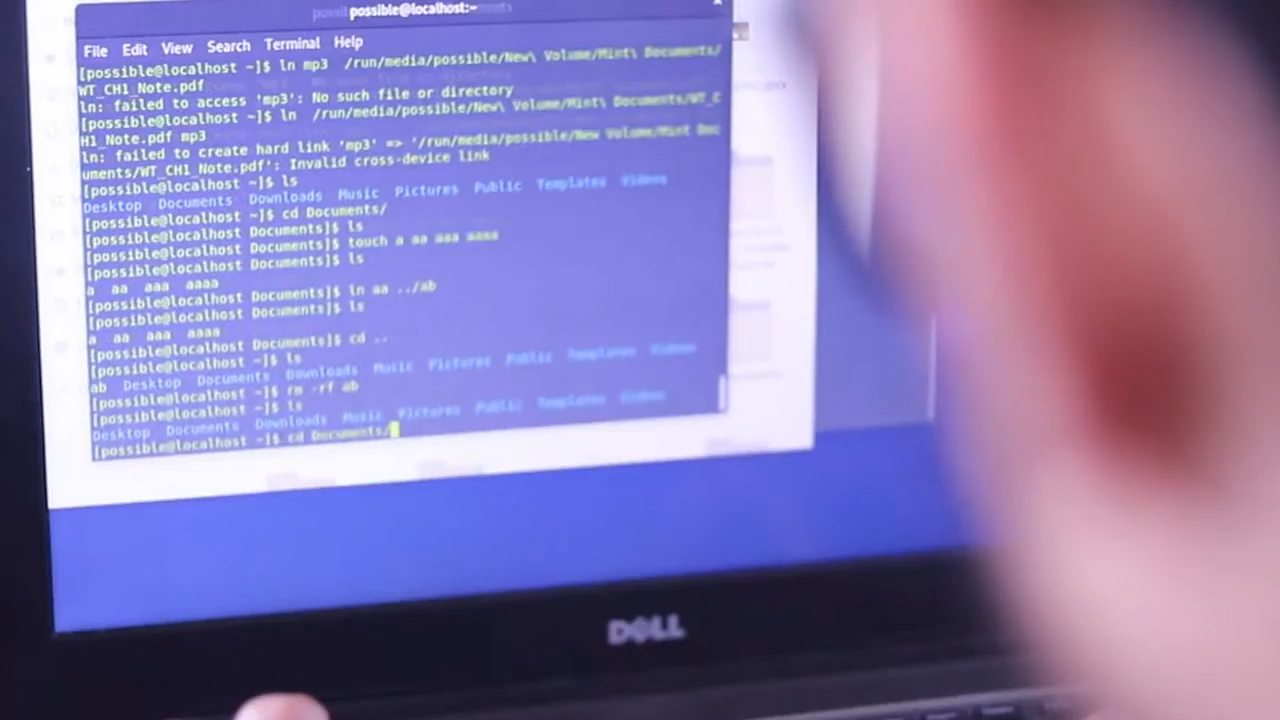 possible@localhost:~
File Edit View Search Terminal Help
[possible@localhost ~]$ ln mp3  /run/media/possible/New\ Volume/Mint\ Documents/
WT_CH1_Note.pdf
ln: failed to access 'mp3': No such file or directory
[possible@localhost ~]$ ln  /run/media/possible/New\ Volume/Mint\ Documents/WT_C
H1_Note.pdf mp3
ln: failed to create hard link 'mp3' => '/run/media/possible/New Volume/Mint Doc
uments/WT_CH1_Note.pdf': Invalid cross-device link
[possible@localhost ~]$ ls
Desktop  Documents  Downloads  Music  Pictures  Public  Templates  Videos
[possible@localhost ~]$ cd Documents/
[possible@localhost Documents]$ ls
[possible@localhost Documents]$ touch a aa aaa aaaa
[possible@localhost Documents]$ ls
a  aa  aaa  aaaa
[possible@localhost Documents]$ ln aa ../ab
[possible@localhost Documents]$ ls
a  aa  aaa  aaaa
[possible@localhost Documents]$ cd ..
[possible@localhost ~]$ ls
ab  Desktop  Documents  Downloads  Music  Pictures  Public  Templates  Videos
[possible@localhost ~]$ rm -rf ab
[possible@localhost ~]$ ls
Desktop  Documents  Downloads  Music  Pictures  Public  Templates  Videos
[possible@localhost ~]$ cd Documents/
DELL